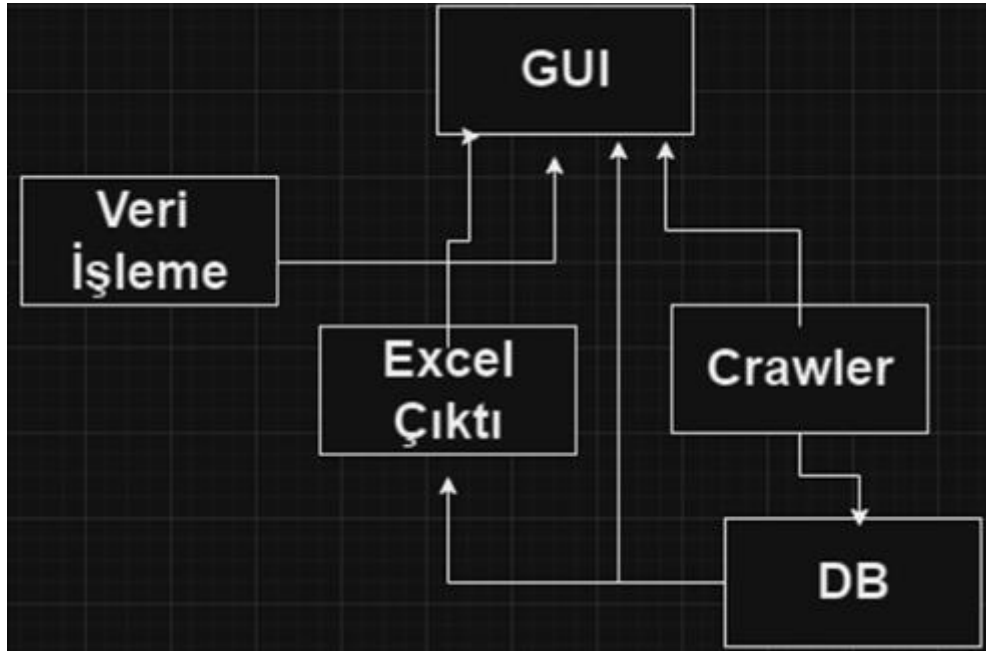 GUI
Veri
İşleme
Excel
Çıktı
Crawler
DB